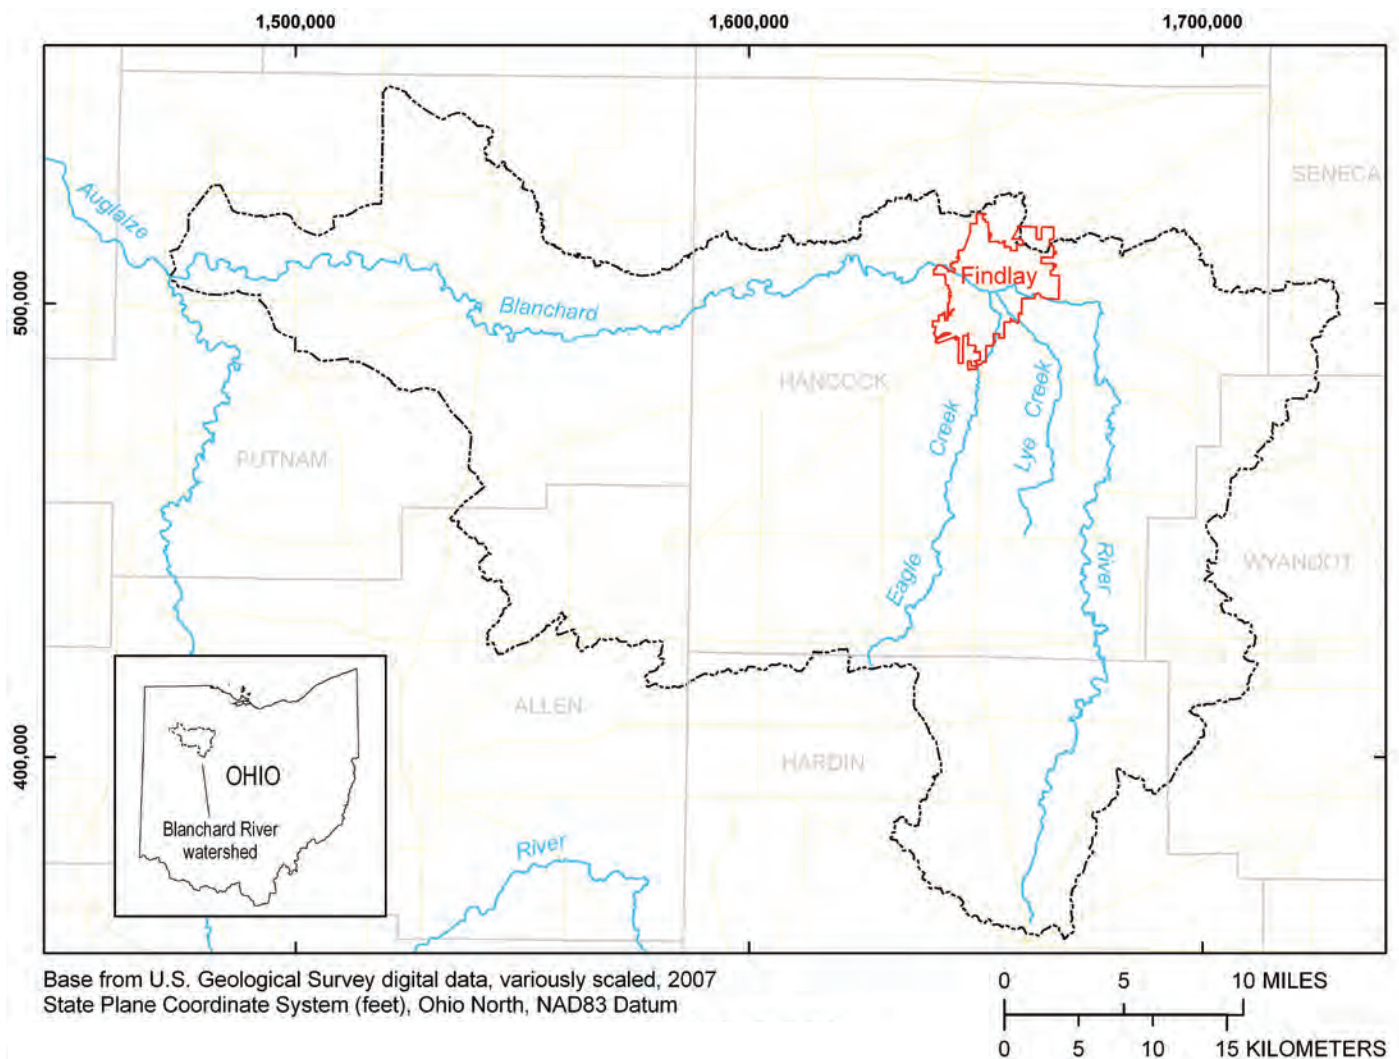 1,500,000
1,600,000
1,700,000
500,000
400,000
SENECA
Auglaize
Findlay
Blanchard
HANCOCK
Creek
Lye Creek
PUTNAM
River
WYANDOT
Eagle
ALLEN
HARDIN
OHIO
Blanchard River
watershed
River
Base from U.S. Geological Survey digital data, variously scaled, 2007
State Plane Coordinate System (feet), Ohio North, NAD83 Datum
0 5 10 MILES
0 5 10 15 KILOMETERS